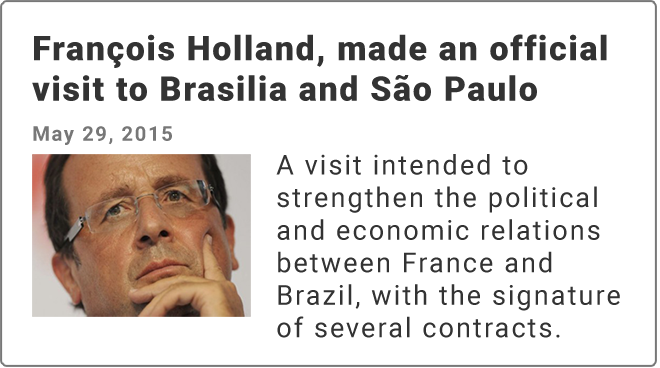 François Holland, made an official
visit to Brasilia and São Paulo
May 29, 2015
A visit intended to
strengthen the political
and economic relations
between France and
Brazil, with the signature
of several contracts.